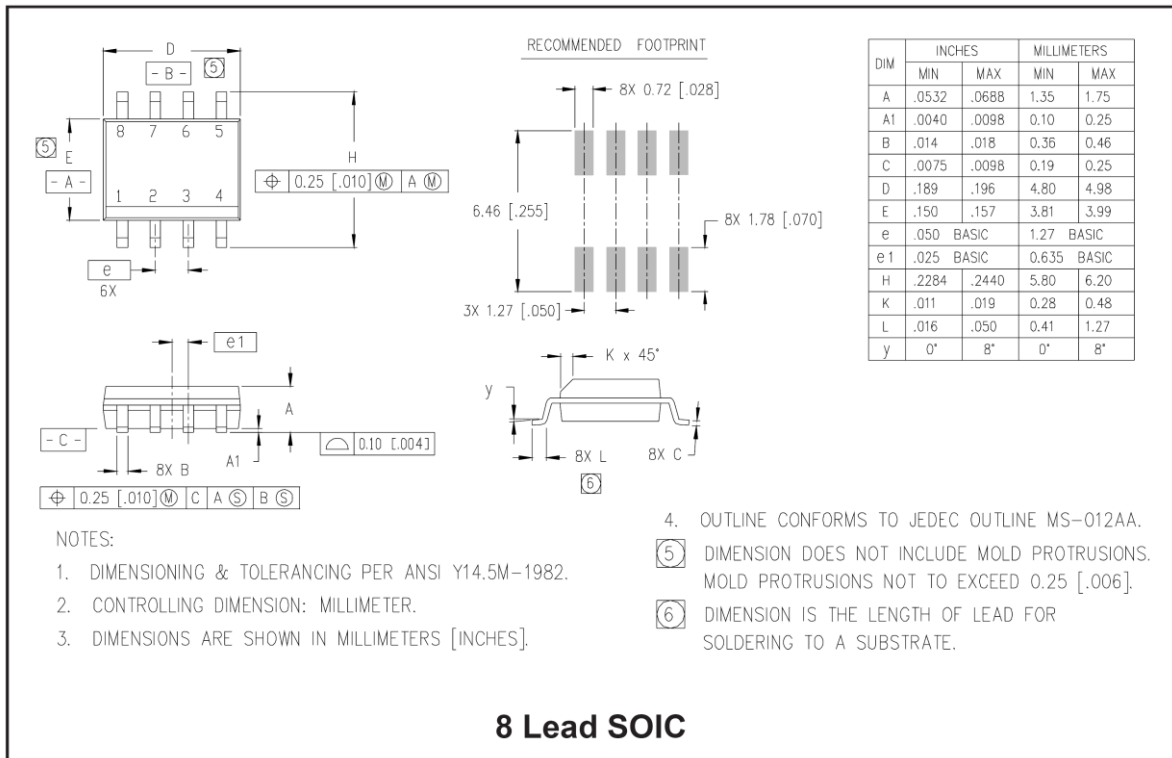 D
- B - 5
8 7 6 5
5 E
- A -
H
⌖ 0.25 [.010] Ⓜ A Ⓜ
1 2 3 4
e
6X
RECOMMENDED FOOTPRINT
8X 0.72 [.028]
6.46 [.255]
8X 1.78 [.070]
3X 1.27 [.050]
DIM INCHES MILLIMETERS
MIN MAX MIN MAX
A .0532 .0688 1.35 1.75
A1 .0040 .0098 0.10 0.25
B .014 .018 0.36 0.46
C .0075 .0098 0.19 0.25
D .189 .196 4.80 4.98
E .150 .157 3.81 3.99
e .050 BASIC 1.27 BASIC
e1 .025 BASIC 0.635 BASIC
H .2284 .2440 5.80 6.20
K .011 .019 0.28 0.48
L .016 .050 0.41 1.27
y 0° 8° 0° 8°
e1
A
- C -
A1
⌓ 0.10 [.004]
8X B
⌖ 0.25 [.010] Ⓜ C A Ⓢ B Ⓢ
K x 45°
y
8X L
6
8X C
NOTES:
1. DIMENSIONING & TOLERANCING PER ANSI Y14.5M-1982.
2. CONTROLLING DIMENSION: MILLIMETER.
3. DIMENSIONS ARE SHOWN IN MILLIMETERS [INCHES].
4. OUTLINE CONFORMS TO JEDEC OUTLINE MS-012AA.
5 DIMENSION DOES NOT INCLUDE MOLD PROTRUSIONS.
MOLD PROTRUSIONS NOT TO EXCEED 0.25 [.006].
6 DIMENSION IS THE LENGTH OF LEAD FOR
SOLDERING TO A SUBSTRATE.
8 Lead SOIC